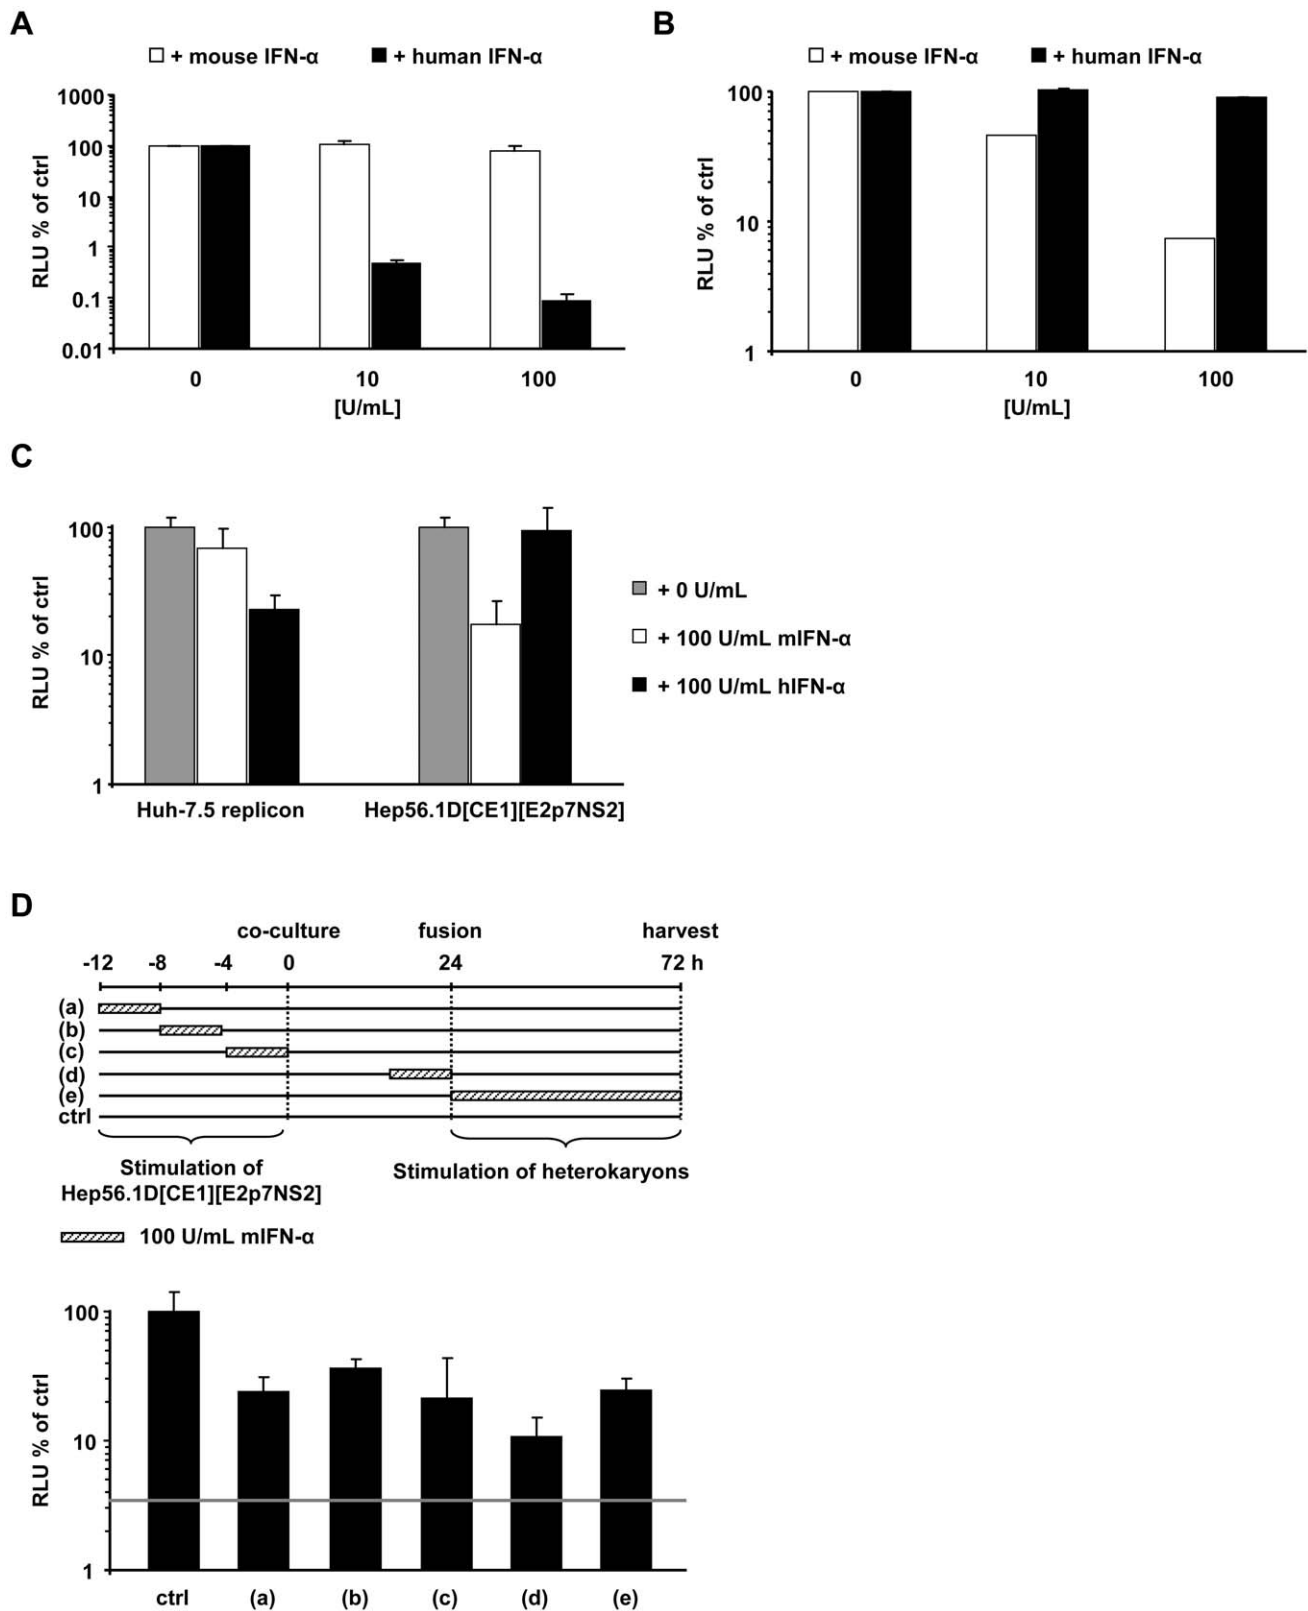 A
+ mouse IFN-α + human IFN-α
1000
100
10
1
0.1
0.01
RLU % of ctrl
0 10 100
[U/mL]
B
+ mouse IFN-α + human IFN-α
100
10
1
RLU % of ctrl
0 10 100
[U/mL]
C
100
10
1
RLU % of ctrl
Huh-7.5 replicon Hep56.1D[CE1][E2p7NS2]
+ 0 U/mL
+ 100 U/mL mIFN-α
+ 100 U/mL hIFN-α
D
co-culture fusion harvest
-12 -8 -4 0 24 72 h
(a)
(b)
(c)
(d)
(e)
ctrl
Stimulation of
Hep56.1D[CE1][E2p7NS2]
Stimulation of heterokaryons
100 U/mL mIFN-α
100
10
1
RLU % of ctrl
ctrl (a) (b) (c) (d) (e)